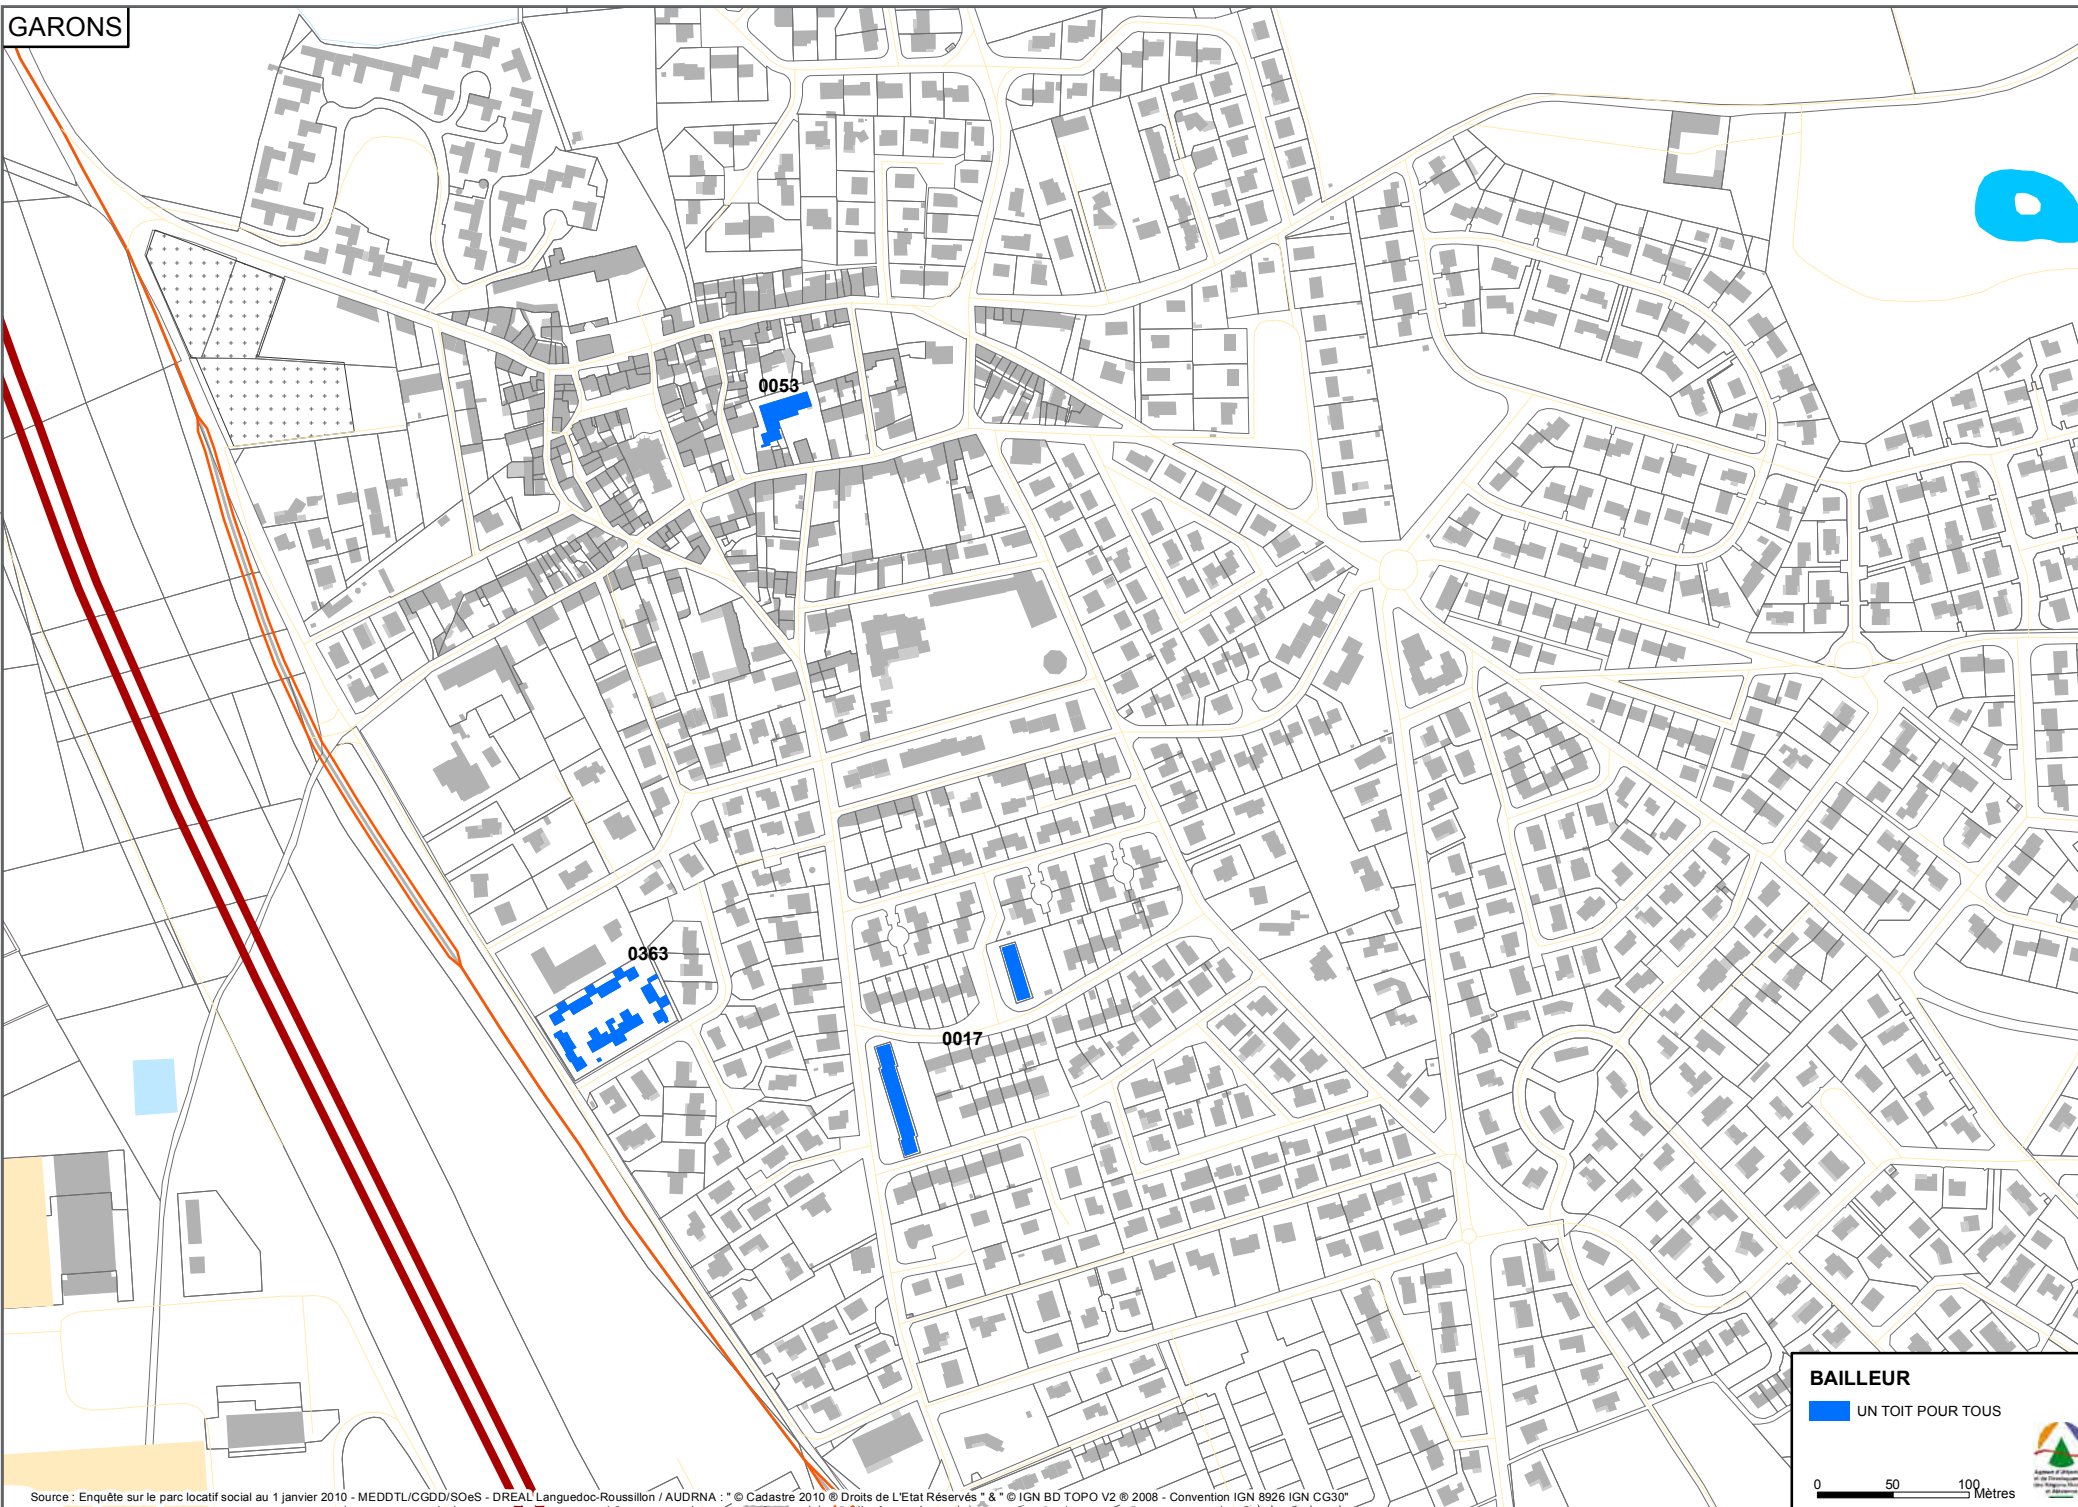 GARONS
0053
0363
0017
BAILLEUR
UN TOIT POUR TOUS
0 50 100 Mètres
Source : Enquête sur le parc locatif social au 1 janvier 2010 - MEDDTL/CGDD/SOeS - DREAL Languedoc-Roussillon / AUDRNA : " © Cadastre 2010 ® Droits de L'Etat Réservés " & " © IGN BD TOPO V2 ® 2008 - Convention IGN 8926 IGN CG30"